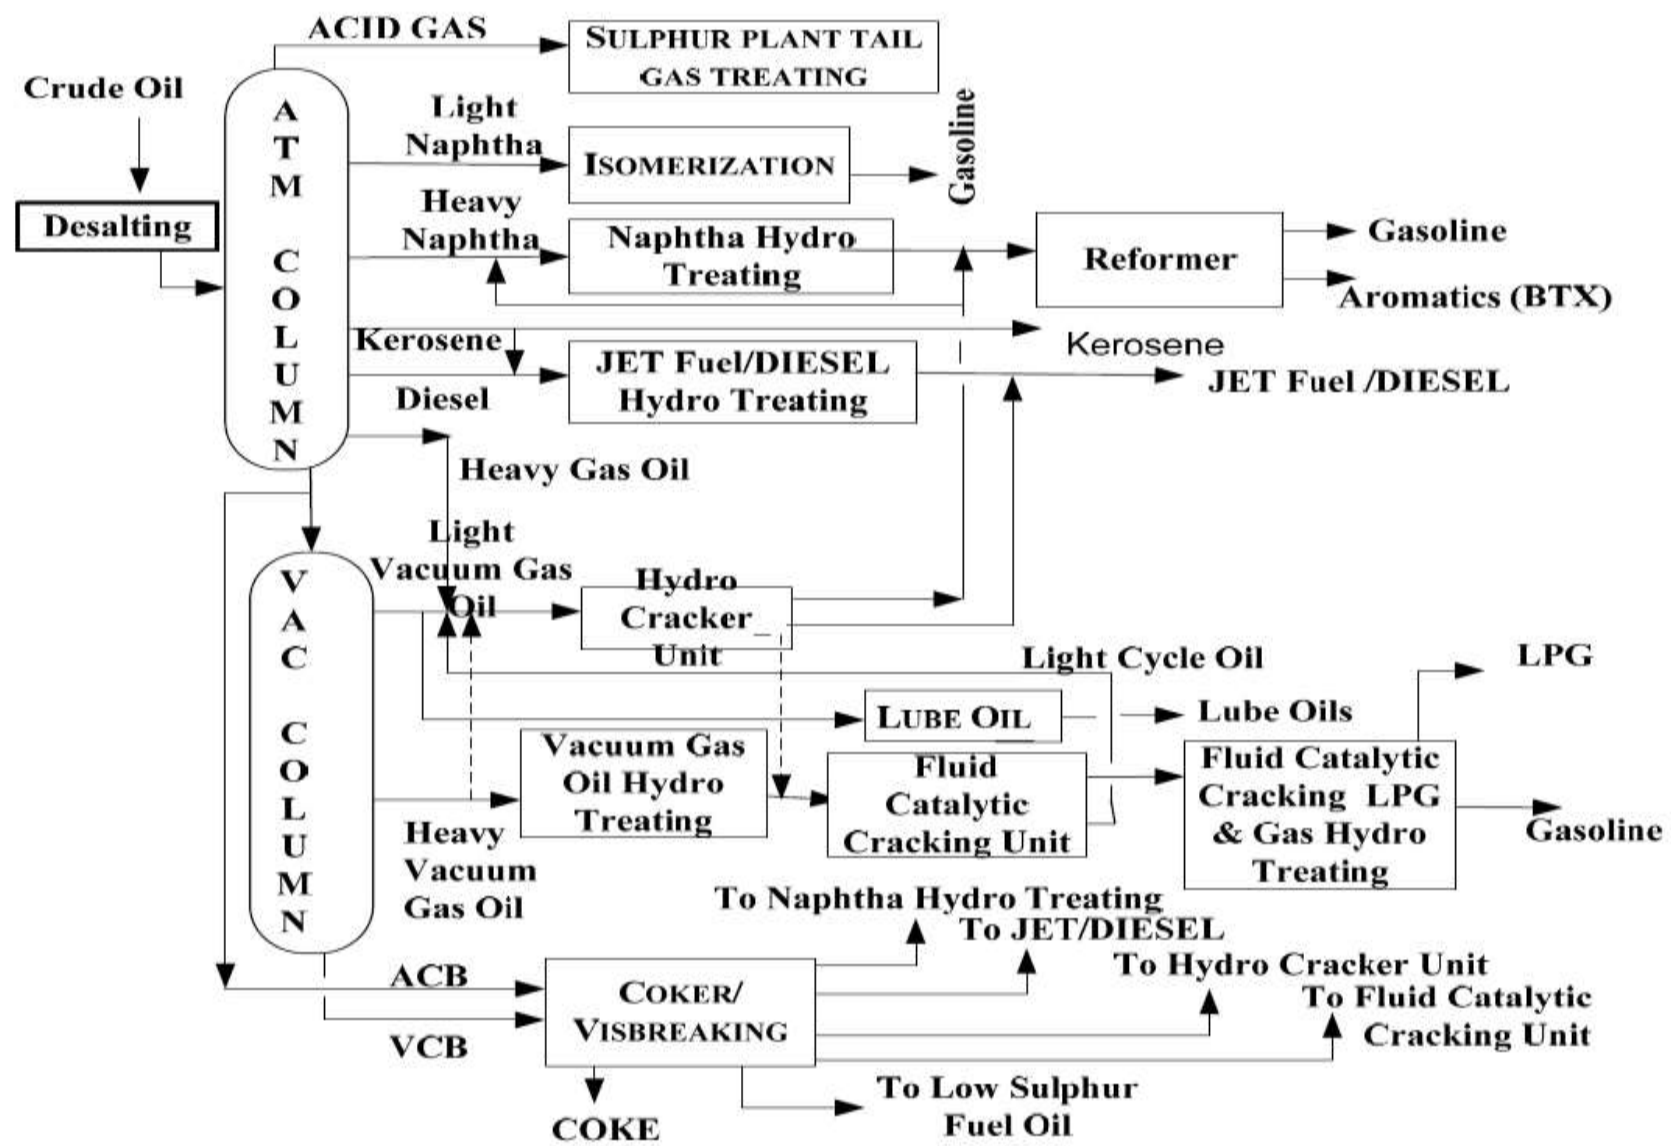 ACID GAS
SULPHUR PLANT TAIL
GAS TREATING
Crude Oil
Desalting
ATM COLUMN
Light
Naphtha
ISOMERIZATION
Gasoline
Heavy
Naphtha
Naphtha Hydro
Treating
Reformer
Gasoline
Aromatics (BTX)
Kerosene
Kerosene
Diesel
JET Fuel/DIESEL
Hydro Treating
JET Fuel /DIESEL
Heavy Gas Oil
Light
Vacuum Gas
Oil
VAC COLUMN
Hydro
Cracker
Unit
Light Cycle Oil
LPG
LUBE OIL
Lube Oils
Vacuum Gas
Oil Hydro
Treating
Fluid
Catalytic
Cracking Unit
Fluid Catalytic
Cracking LPG
& Gas Hydro
Treating
Gasoline
Heavy
Vacuum
Gas Oil
To Naphtha Hydro Treating
To JET/DIESEL
To Hydro Cracker Unit
To Fluid Catalytic
Cracking Unit
ACB
VCB
COKER/
VISBREAKING
COKE
To Low Sulphur
Fuel Oil